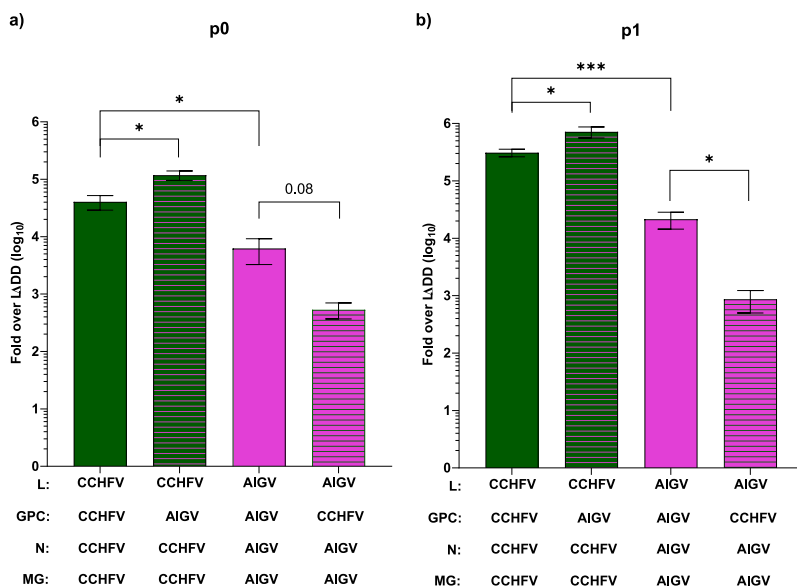 a)
p0
Fold over LΔDD (log10)
6
5
4
3
2
1
0
*
*
0.08
L: CCHFV CCHFV AIGV AIGV
GPC: CCHFV AIGV AIGV CCHFV
N: CCHFV CCHFV AIGV AIGV
MG: CCHFV CCHFV AIGV AIGV
b)
p1
Fold over LΔDD (log10)
6
5
4
3
2
1
0
***
*
*
L: CCHFV CCHFV AIGV AIGV
GPC: CCHFV AIGV AIGV CCHFV
N: CCHFV CCHFV AIGV AIGV
MG: CCHFV CCHFV AIGV AIGV